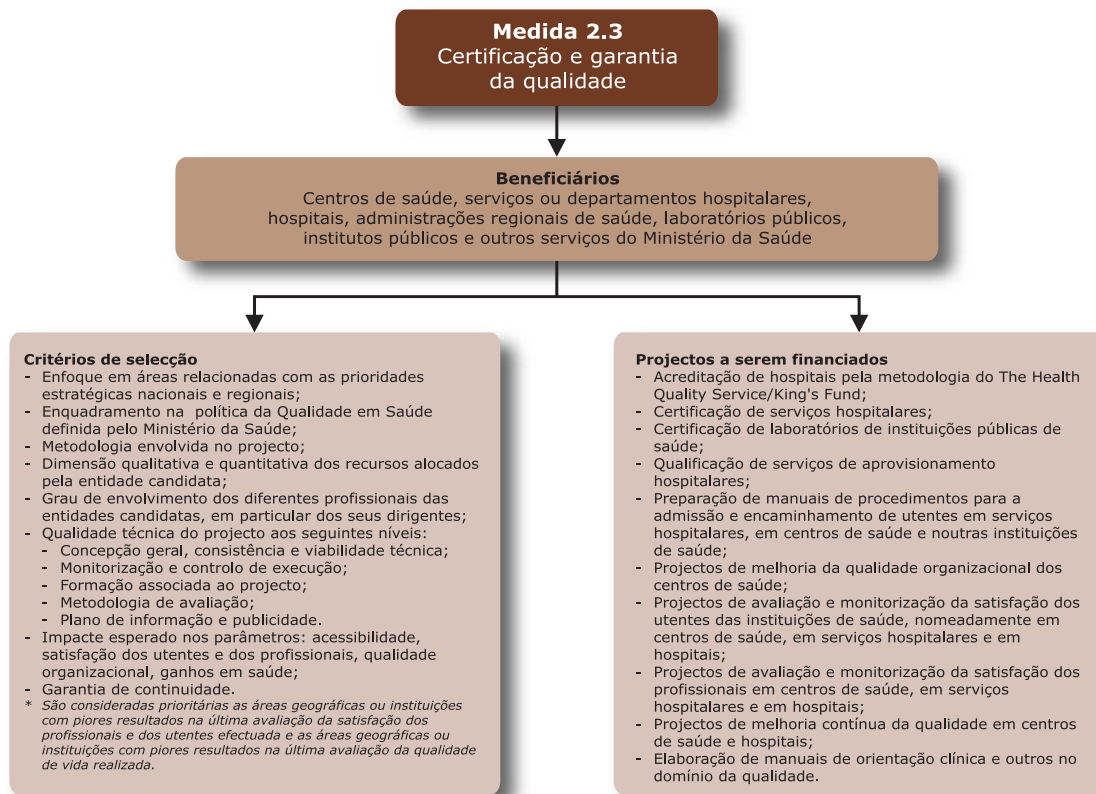 Medida 2.3
Certificação e garantia
da qualidade
Beneficiários
Centros de saúde, serviços ou departamentos hospitalares,
hospitais, administrações regionais de saúde, laboratórios públicos,
institutos públicos e outros serviços do Ministério da Saúde
Critérios de selecção
- Enfoque em áreas relacionadas com as prioridades
estratégicas nacionais e regionais;
- Enquadramento na política da Qualidade em Saúde
definida pelo Ministério da Saúde;
- Metodologia envolvida no projecto;
- Dimensão qualitativa e quantitativa dos recursos alocados
pela entidade candidata;
- Grau de envolvimento dos diferentes profissionais das
entidades candidatas, em particular dos seus dirigentes;
- Qualidade técnica do projecto aos seguintes níveis:
- Concepção geral, consistência e viabilidade técnica;
- Monitorização e controlo de execução;
- Formação associada ao projecto;
- Metodologia de avaliação;
- Plano de informação e publicidade.
- Impacte esperado nos parâmetros: acessibilidade,
satisfação dos utentes e dos profissionais, qualidade
organizacional, ganhos em saúde;
- Garantia de continuidade.
* São consideradas prioritárias as áreas geográficas ou instituições
com piores resultados na última avaliação da satisfação dos
profissionais e dos utentes efectuada e as áreas geográficas ou
instituições com piores resultados na última avaliação da qualidade
de vida realizada.
Projectos a serem financiados
- Acreditação de hospitais pela metodologia do The Health
Quality Service/King's Fund;
- Certificação de serviços hospitalares;
- Certificação de laboratórios de instituições públicas de
saúde;
- Qualificação de serviços de aprovisionamento
hospitalares;
- Preparação de manuais de procedimentos para a
admissão e encaminhamento de utentes em serviços
hospitalares, em centros de saúde e noutras instituições
de saúde;
- Projectos de melhoria da qualidade organizacional dos
centros de saúde;
- Projectos de avaliação e monitorização da satisfação dos
utentes das instituições de saúde, nomeadamente em
centros de saúde, em serviços hospitalares e em
hospitais;
- Projectos de avaliação e monitorização da satisfação dos
profissionais em centros de saúde, em serviços
hospitalares e em hospitais;
- Projectos de melhoria contínua da qualidade em centros
de saúde e hospitais;
- Elaboração de manuais de orientação clínica e outros no
domínio da qualidade.